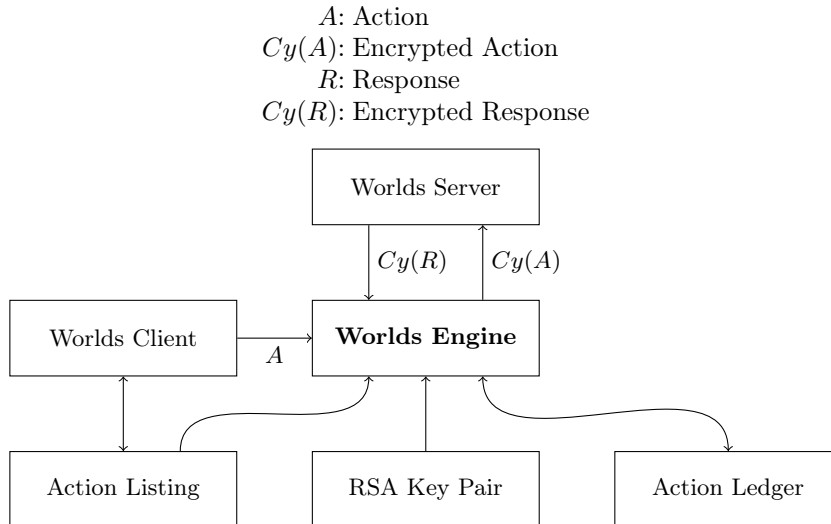 A: Action
Cy(A): Encrypted Action
R: Response
Cy(R): Encrypted Response
Worlds Server
Cy(R) Cy(A)
Worlds Client Worlds Engine
A
Action Listing RSA Key Pair Action Ledger